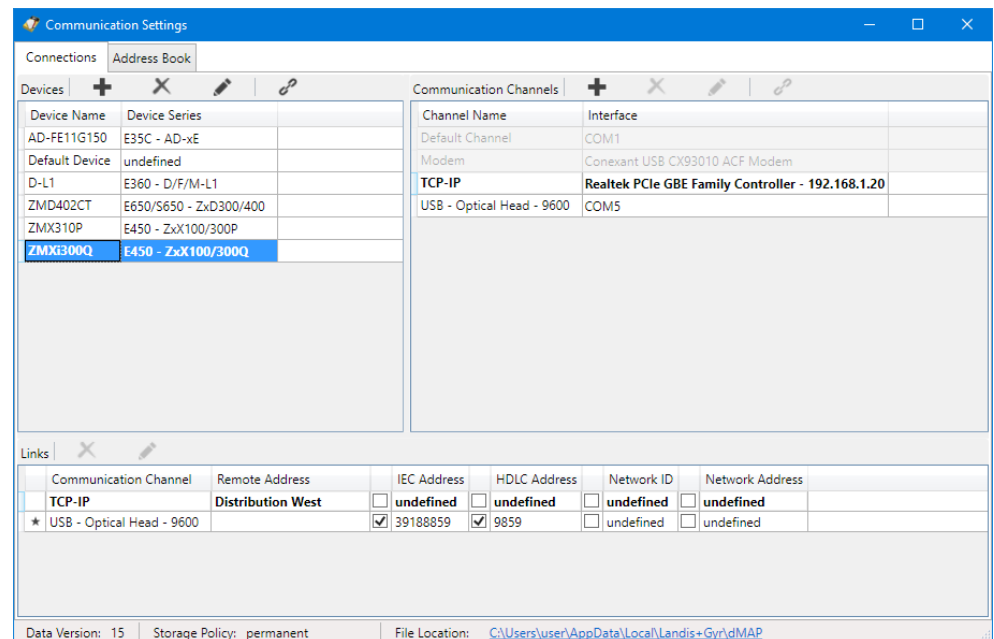 Communication Settings
Connections Address Book
Devices
Device Name Device Series
AD-FE11G150 E35C - AD-xE
Default Device undefined
D-L1 E360 - D/F/M-L1
ZMD402CT E650/S650 - ZxD300/400
ZMX310P E450 - ZxX100/300P
ZMXi300Q E450 - ZxX100/300Q
Communication Channels
Channel Name Interface
Default Channel COM1
Modem Conexant USB CX93010 ACF Modem
TCP-IP Realtek PCIe GBE Family Controller - 192.168.1.20
USB - Optical Head - 9600 COM5
Links
Communication Channel Remote Address IEC Address HDLC Address Network ID Network Address
TCP-IP Distribution West undefined undefined undefined undefined
USB - Optical Head - 9600 39188859 9859 undefined undefined
Data Version: 15 Storage Policy: permanent File Location: C:\Users\user\AppData\Local\Landis+Gyr\dMAP